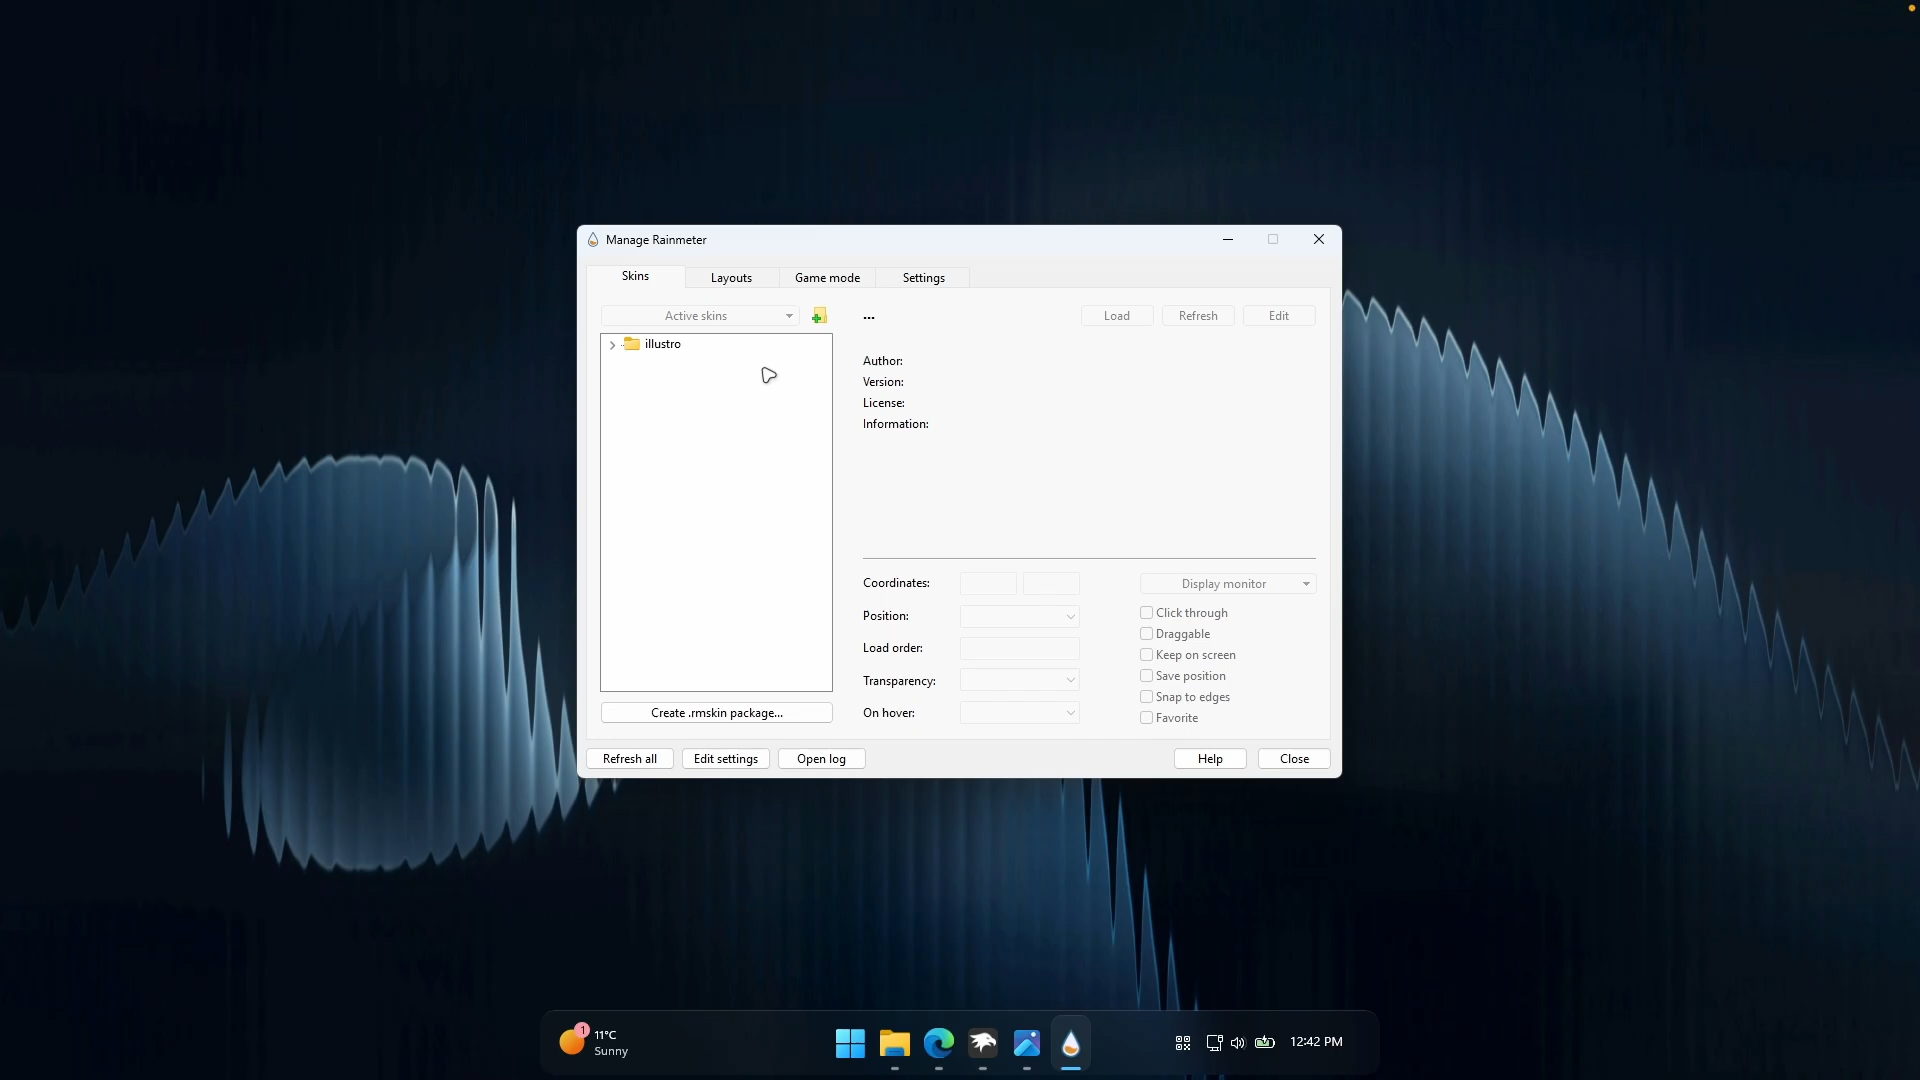 Manage Rainmeter
Skins
Layouts
Game mode
Settings
Active skins
...
Load
Refresh
Edit
illustro
Author:
Version:
License:
Information:
Coordinates:
Display monitor
Position:
Click through
Draggable
Load order:
Keep on screen
Transparency:
Save position
Snap to edges
On hover:
Favorite
Create .rmskin package...
Refresh all
Edit settings
Open log
Help
Close
1
11°C
Sunny
12:42 PM